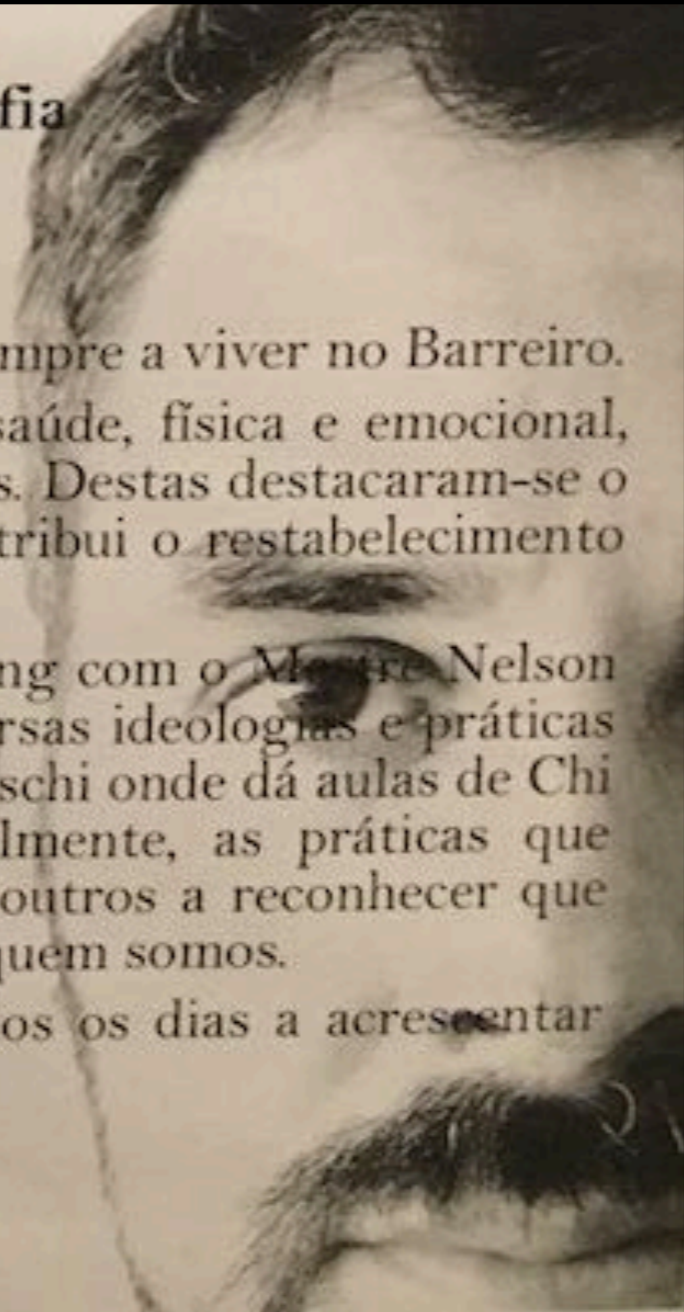 fia
mpre a viver no Barreiro.
saúde, física e emocional,
s. Destas destacaram-se o
tribui o restabelecimento
ng com o Mestre Nelson
rsas ideologias e práticas
schi onde dá aulas de Chi
lmente, as práticas que
outros a reconhecer que
quem somos.
os os dias a acrescentar